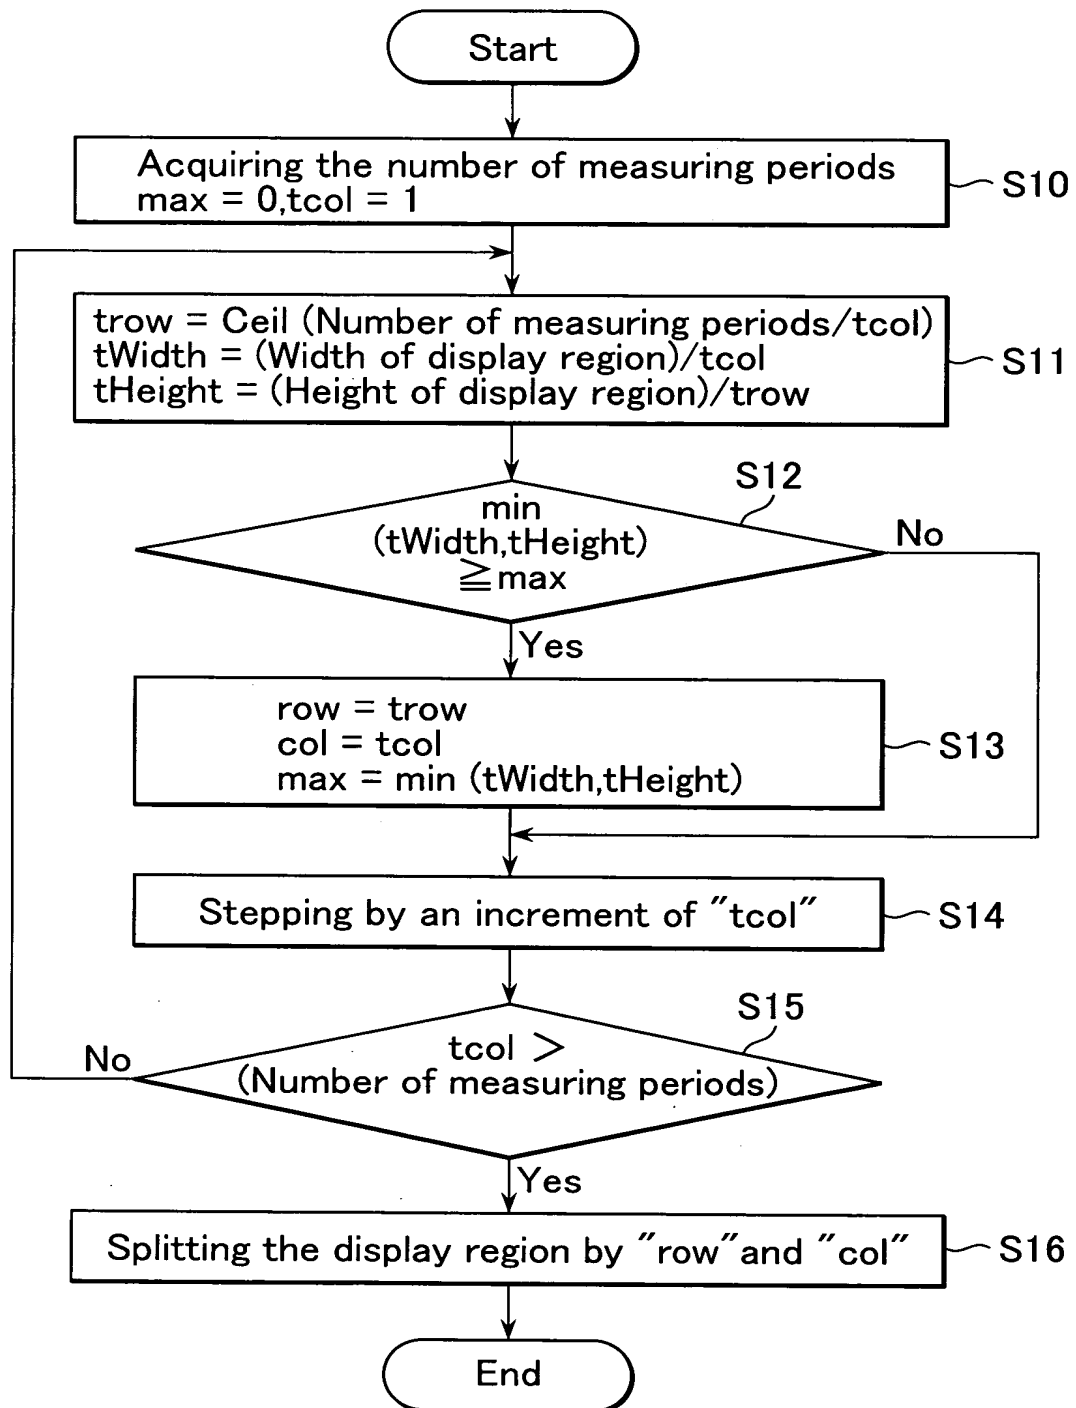 Start
Acquiring the number of measuring periods
max = 0,tcol = 1
S10
trow = Ceil (Number of measuring periods/tcol)
tWidth = (Width of display region)/tcol
tHeight = (Height of display region)/trow
S11
S12
min
(tWidth,tHeight)
≧max
No
Yes
row = trow
col = tcol
max = min (tWidth,tHeight)
S13
Stepping by an increment of "tcol"
S14
S15
tcol >
(Number of measuring periods)
No
Yes
Splitting the display region by "row"and "col"
S16
End